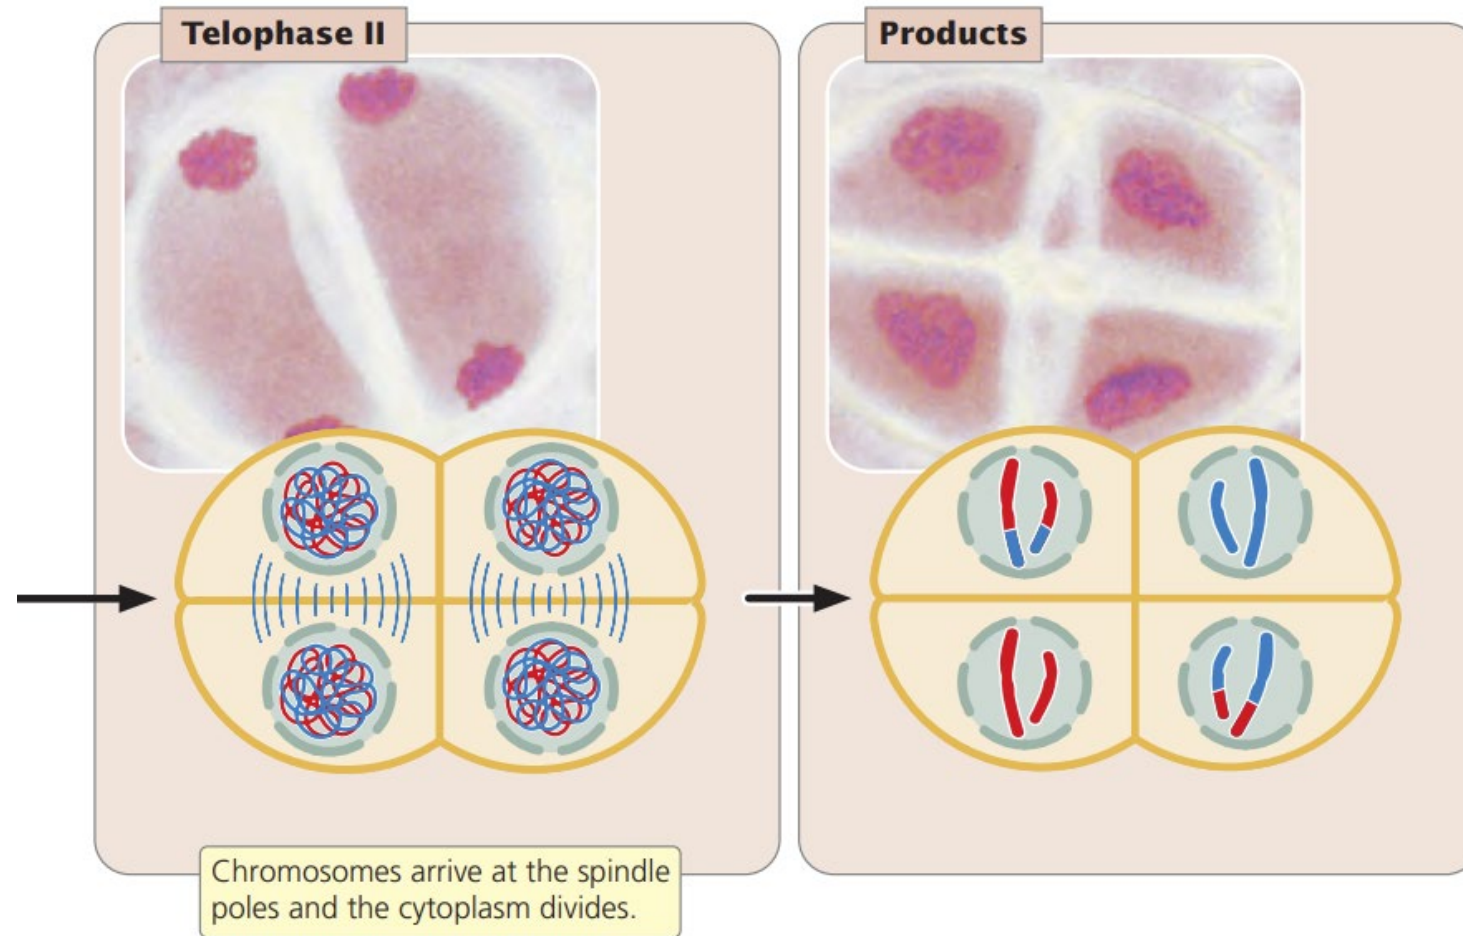 Telophase II
Products
Chromosomes arrive at the spindle
poles and the cytoplasm divides.